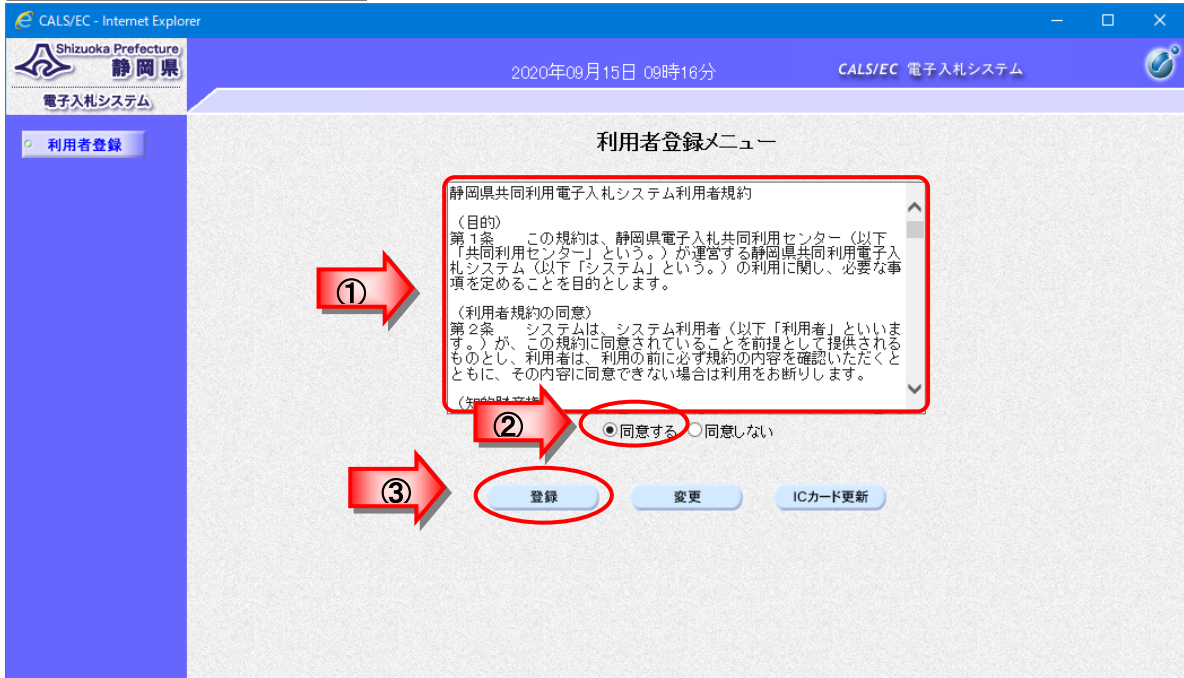 CALS/EC - Internet Explorer
Shizuoka Prefecture
静岡県
電子入札システム
2020年09月15日 09時16分
CALS/EC 電子入札システム
利用者登録
利用者登録メニュー
静岡県共同利用電子入札システム利用者規約
（目的）
第１条　　この規約は、静岡県電子入札共同利用センター（以下
「共同利用センター」という。）が運営する静岡県共同利用電子入
札システム（以下「システム」という。）の利用に関し、必要な事
項を定めることを目的とします。
①
（利用者規約の同意）
第２条　　システムは、システム利用者（以下「利用者」といいま
す。）が、この規約に同意されていることを前提として提供される
ものとし、利用者は、利用の前に必ず規約の内容を確認いただくと
ともに、その内容に同意できない場合は利用をお断りします。
（知的財産権
②
同意する 同意しない
③
登録 変更 ICカード更新